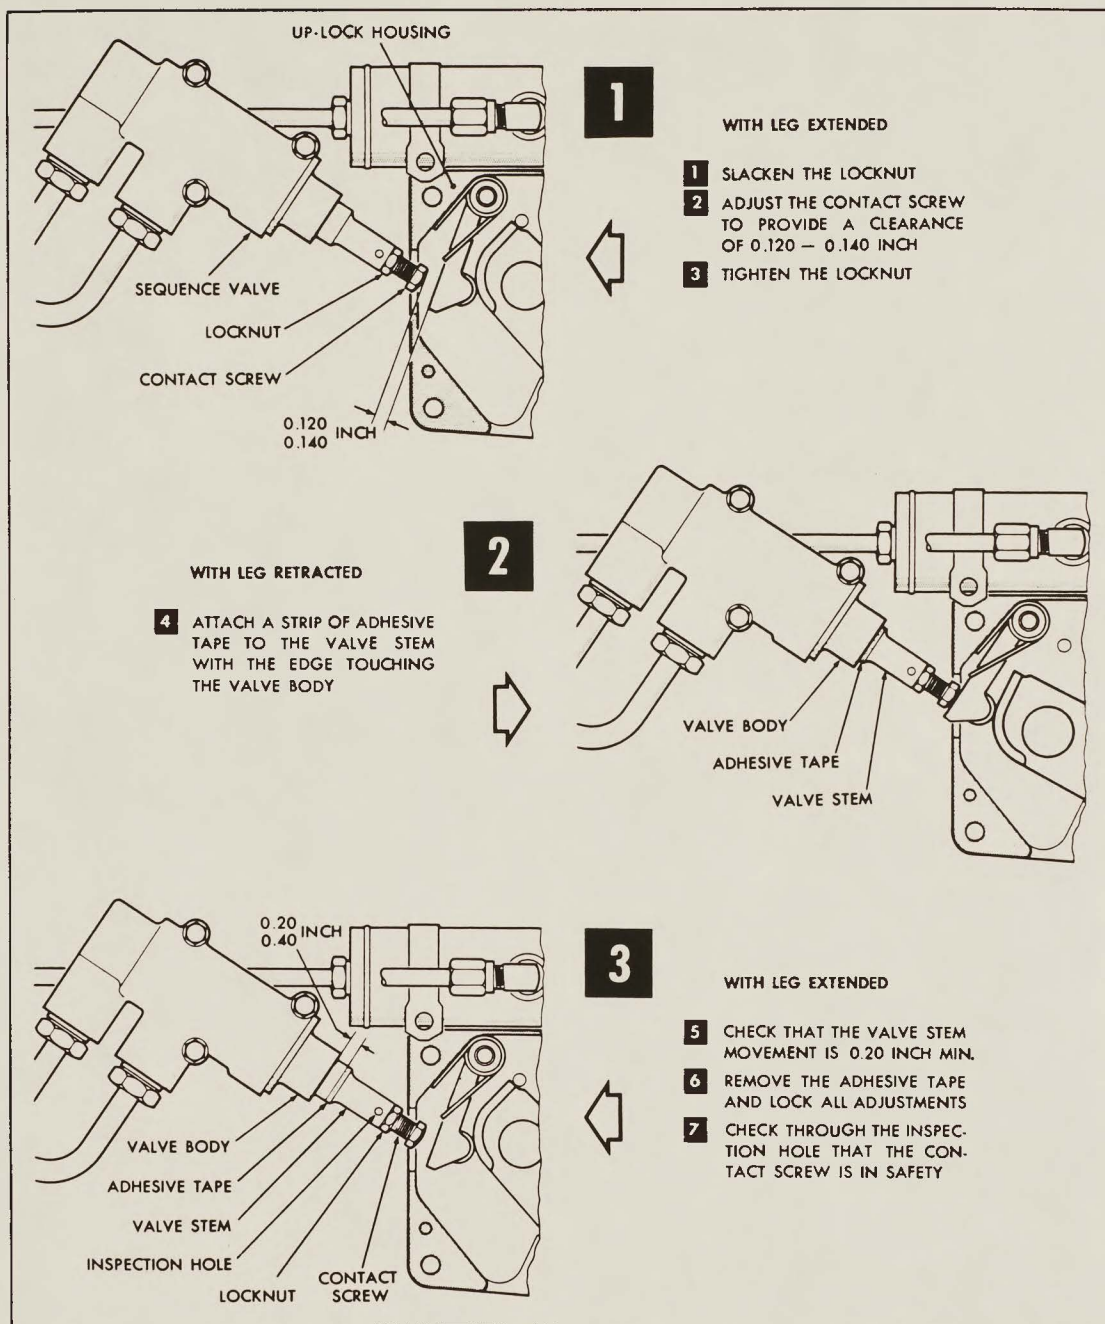 UP-LOCK HOUSING
1
WITH LEG EXTENDED
1 SLACKEN THE LOCKNUT
2 ADJUST THE CONTACT SCREW
TO PROVIDE A CLEARANCE
OF 0.120 — 0.140 INCH
3 TIGHTEN THE LOCKNUT
SEQUENCE VALVE
LOCKNUT
CONTACT SCREW
0.120
0.140 INCH
2
WITH LEG RETRACTED
4 ATTACH A STRIP OF ADHESIVE
TAPE TO THE VALVE STEM
WITH THE EDGE TOUCHING
THE VALVE BODY
VALVE BODY
ADHESIVE TAPE
VALVE STEM
0.20
0.40 INCH
3
WITH LEG EXTENDED
5 CHECK THAT THE VALVE STEM
MOVEMENT IS 0.20 INCH MIN.
6 REMOVE THE ADHESIVE TAPE
AND LOCK ALL ADJUSTMENTS
7 CHECK THROUGH THE INSPEC-
TION HOLE THAT THE CON-
TACT SCREW IS IN SAFETY
VALVE BODY
ADHESIVE TAPE
VALVE STEM
INSPECTION HOLE
LOCKNUT
CONTACT
SCREW